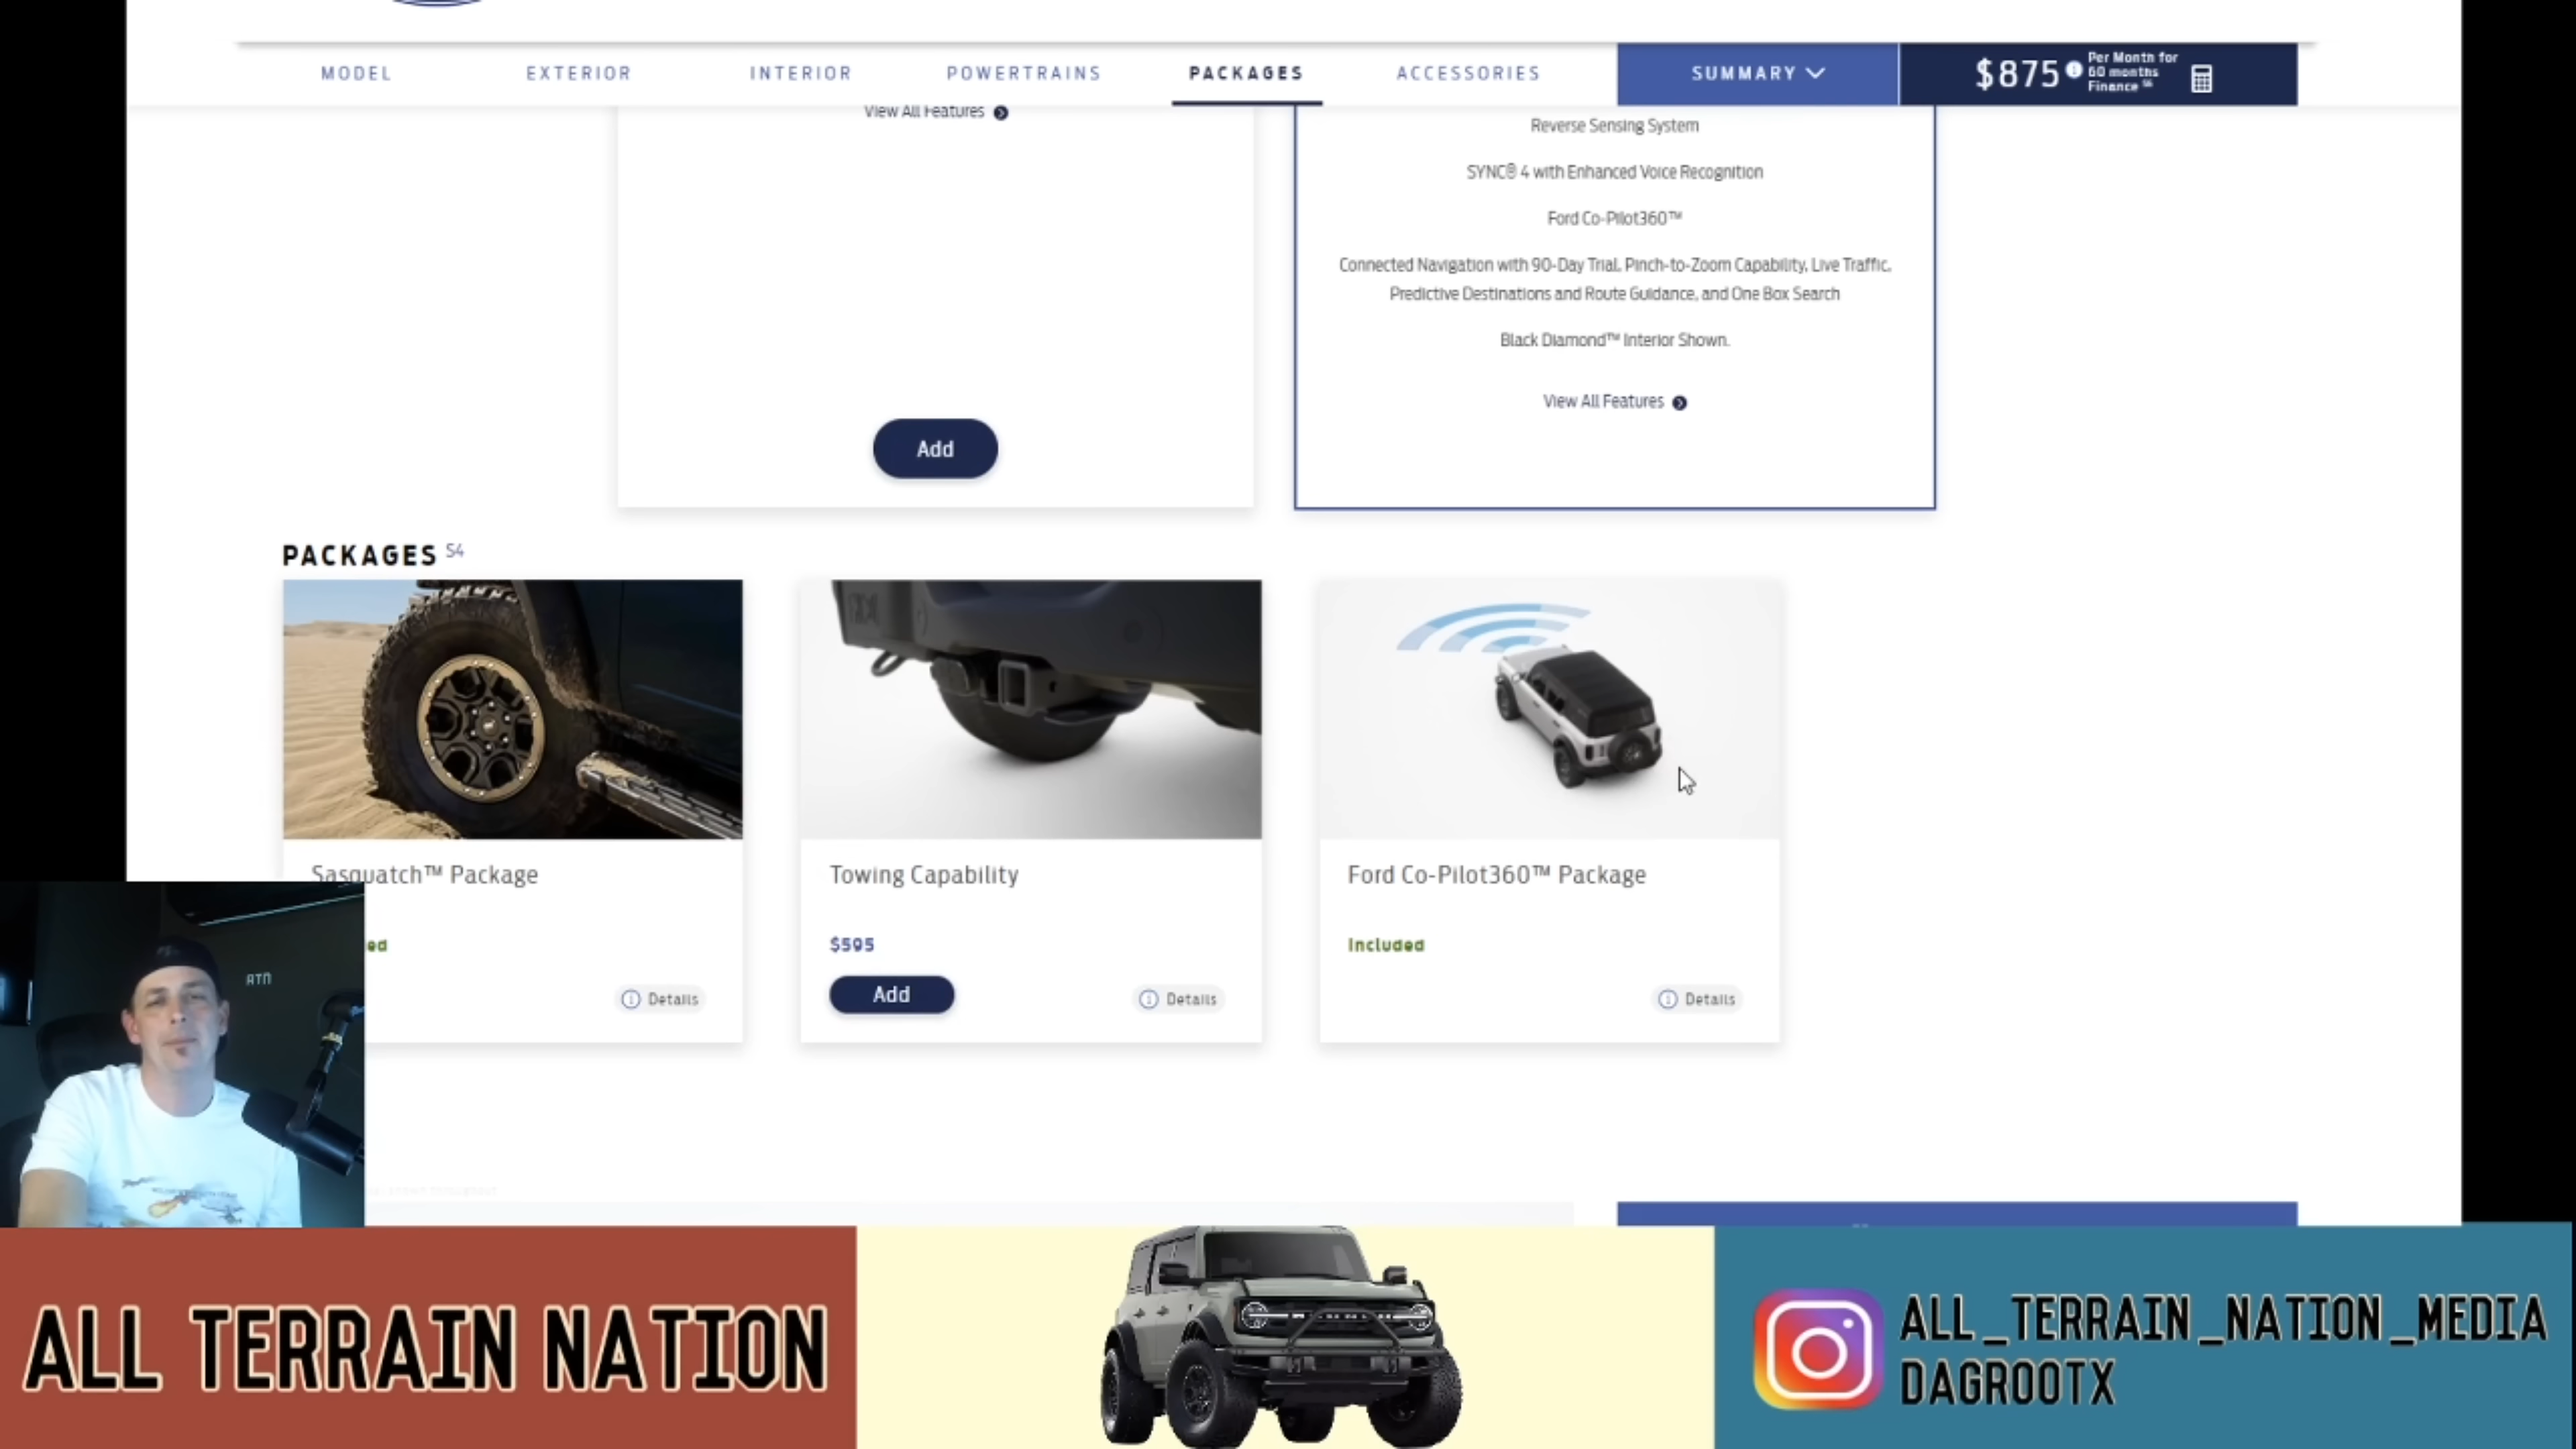 MODEL
EXTERIOR
INTERIOR
POWERTRAINS
PACKAGES
ACCESSORIES
SUMMARY
$875
Per Month for
60 months
Finance
View All Features
Reverse Sensing System
SYNC® 4 with Enhanced Voice Recognition
Ford Co-Pilot360™
Connected Navigation with 90-Day Trial, Pinch-to-Zoom Capability, Live Traffic,
Predictive Destinations and Route Guidance, and One Box Search
Black Diamond™ Interior Shown.
View All Features
Add
PACKAGES S4
Sasquatch™ Package
ed
Details
Towing Capability
$595
Add
Details
Ford Co-Pilot360™ Package
Included
Details
ATN
ALL TERRAIN NATION
ALL_TERRAIN_NATION_MEDIA
DAGROOTX